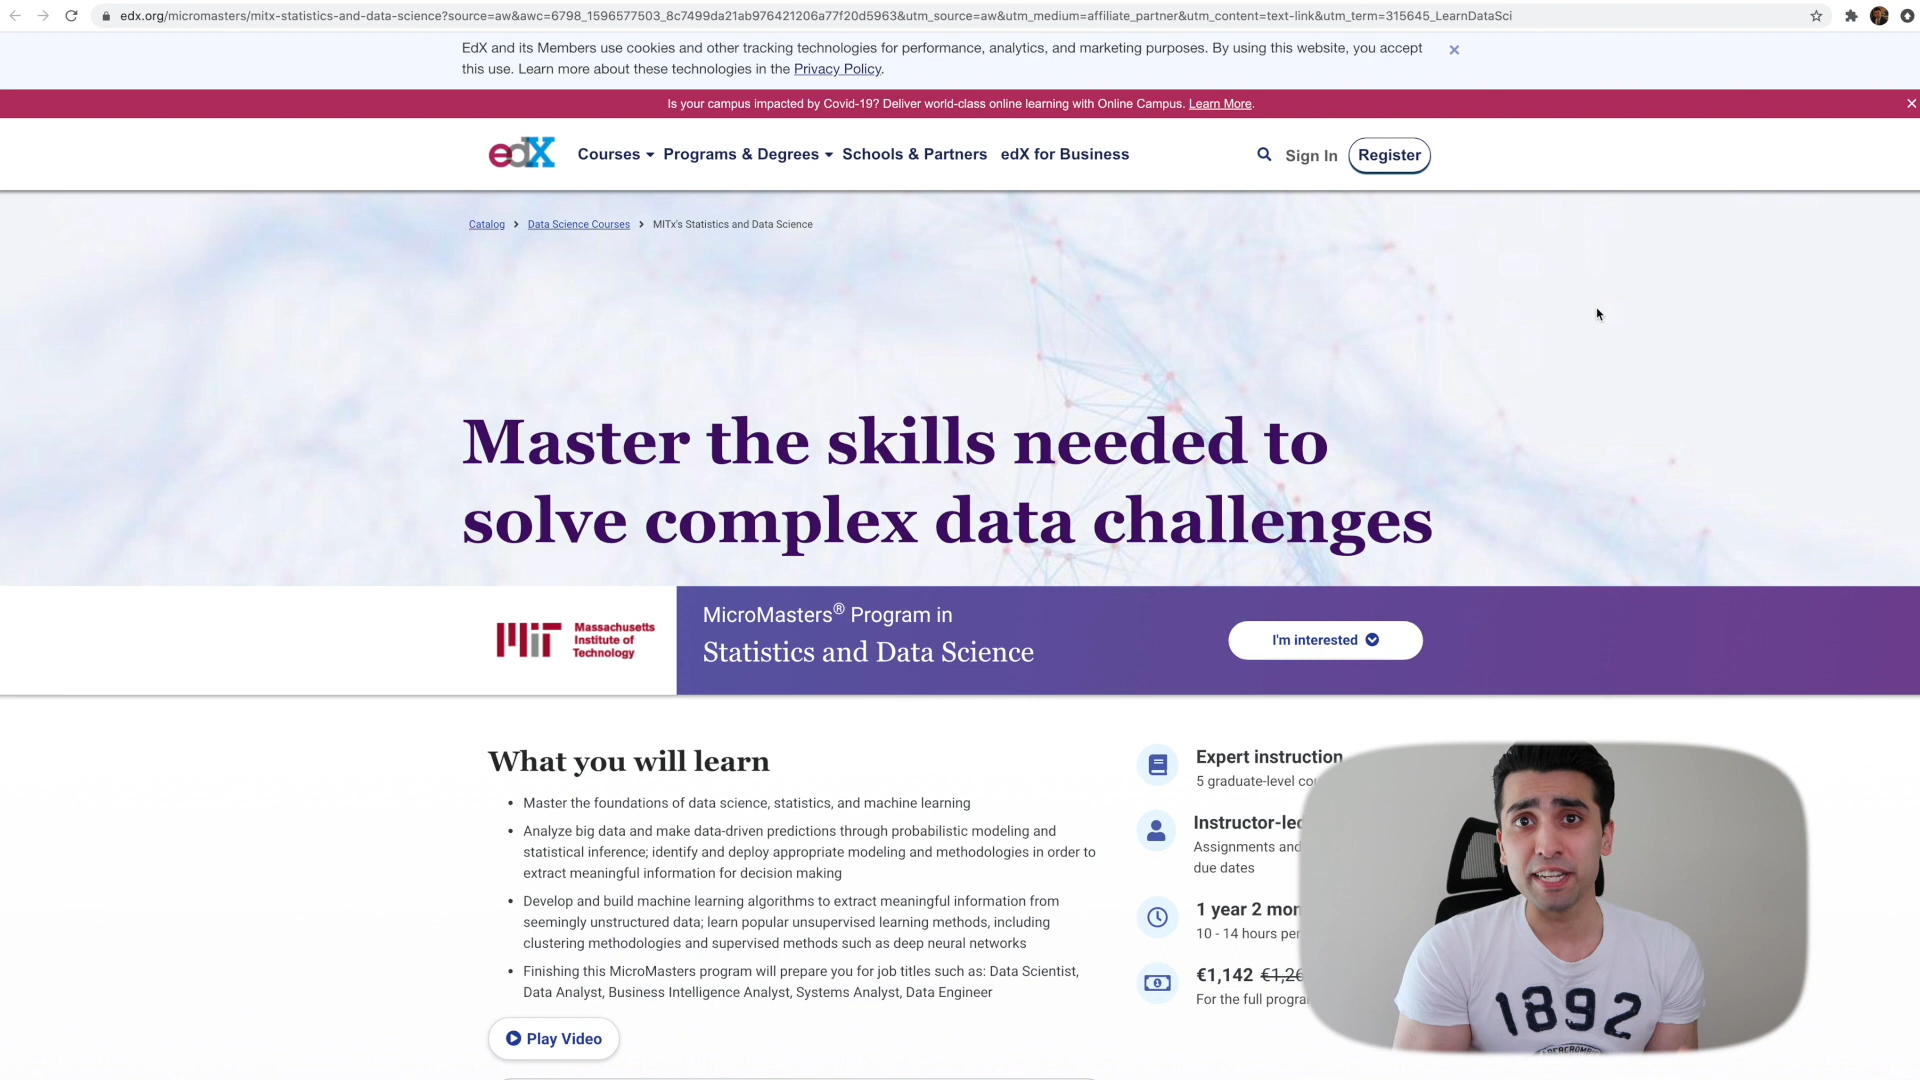 edx.org/micromasters/mitx-statistics-and-data-science?source=aw&awc=6798_1596577503_8c7499da21ab976421206a77f20d5963&utm_source=aw&utm_medium=affiliate_partner&utm_content=text-link&utm_term=315645_LearnDataSci
EdX and its Members use cookies and other tracking technologies for performance, analytics, and marketing purposes. By using this website, you accept
this use. Learn more about these technologies in the Privacy Policy.
Is your campus impacted by Covid-19? Deliver world-class online learning with Online Campus. Learn More.
edX Courses Programs & Degrees Schools & Partners edX for Business Sign In Register
Catalog > Data Science Courses > MITx's Statistics and Data Science
Master the skills needed to
solve complex data challenges
MIT Massachusetts
Institute of
Technology
MicroMasters® Program in
Statistics and Data Science
I'm interested
What you will learn
• Master the foundations of data science, statistics, and machine learning
• Analyze big data and make data-driven predictions through probabilistic modeling and
statistical inference; identify and deploy appropriate modeling and methodologies in order to
extract meaningful information for decision making
• Develop and build machine learning algorithms to extract meaningful information from
seemingly unstructured data; learn popular unsupervised learning methods, including
clustering methodologies and supervised methods such as deep neural networks
• Finishing this MicroMasters program will prepare you for job titles such as: Data Scientist,
Data Analyst, Business Intelligence Analyst, Systems Analyst, Data Engineer
Play Video
Expert instruction
5 graduate-level
Assignments and
due dates
1 year 2
10 - 14 hours per
€1,142
For the full
1892